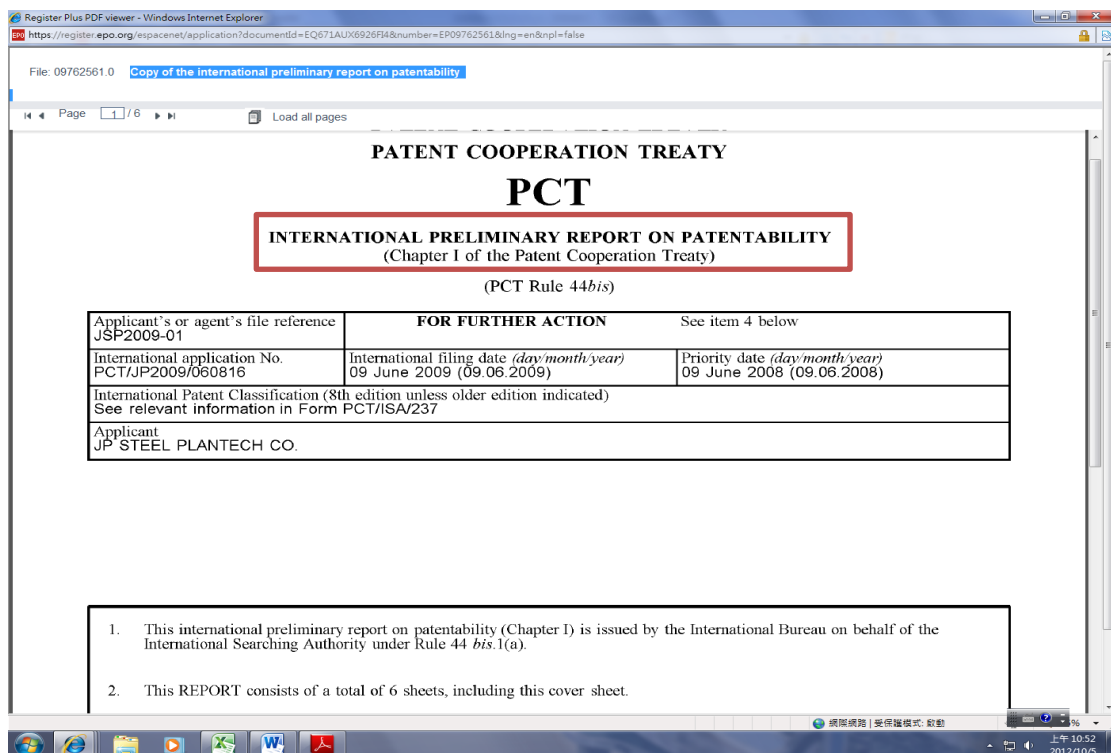 Register Plus PDF viewer - Windows Internet Explorer
https://register.epo.org/espacenet/application?documentId=EQ671AUX6926FI4&number=EP09762561&lng=en&npl=false
File: 09762561.0 Copy of the international preliminary report on patentability
Page 1 / 6 Load all pages
PATENT COOPERATION TREATY
PCT
INTERNATIONAL PRELIMINARY REPORT ON PATENTABILITY
(Chapter I of the Patent Cooperation Treaty)
(PCT Rule 44bis)
Applicant's or agent's file reference
JSP2009-01
FOR FURTHER ACTION See item 4 below
International application No.
PCT/JP2009/060816
International filing date (day/month/year)
09 June 2009 (09.06.2009)
Priority date (day/month/year)
09 June 2008 (09.06.2008)
International Patent Classification (8th edition unless older edition indicated)
See relevant information in Form PCT/ISA/237
Applicant
JP STEEL PLANTECH CO.
1. This international preliminary report on patentability (Chapter I) is issued by the International Bureau on behalf of the
International Searching Authority under Rule 44 bis.1(a).
2. This REPORT consists of a total of 6 sheets, including this cover sheet.
網際網路 | 受保護模式: 啟動
上午 10:52
2012/10/5